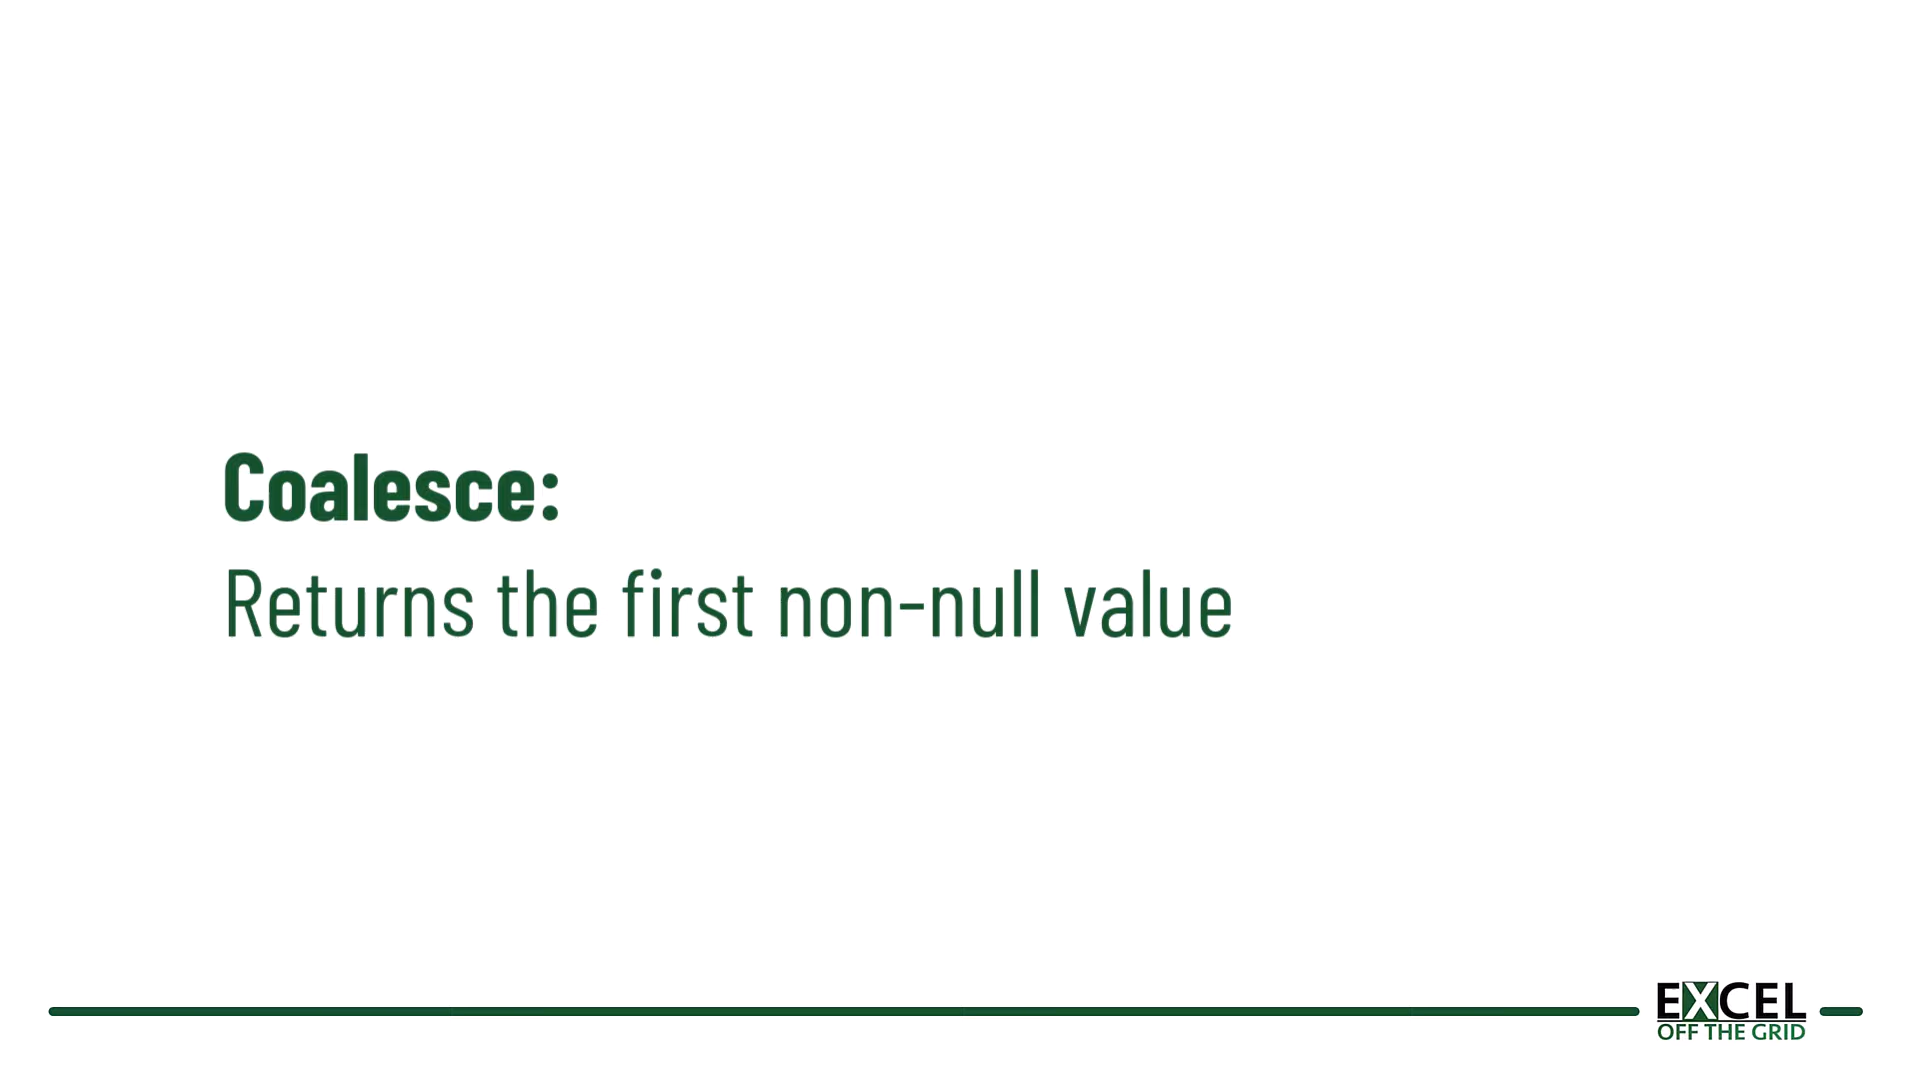 Coalesce:
Returns the first non-null value
EXCEL
OFF THE GRID